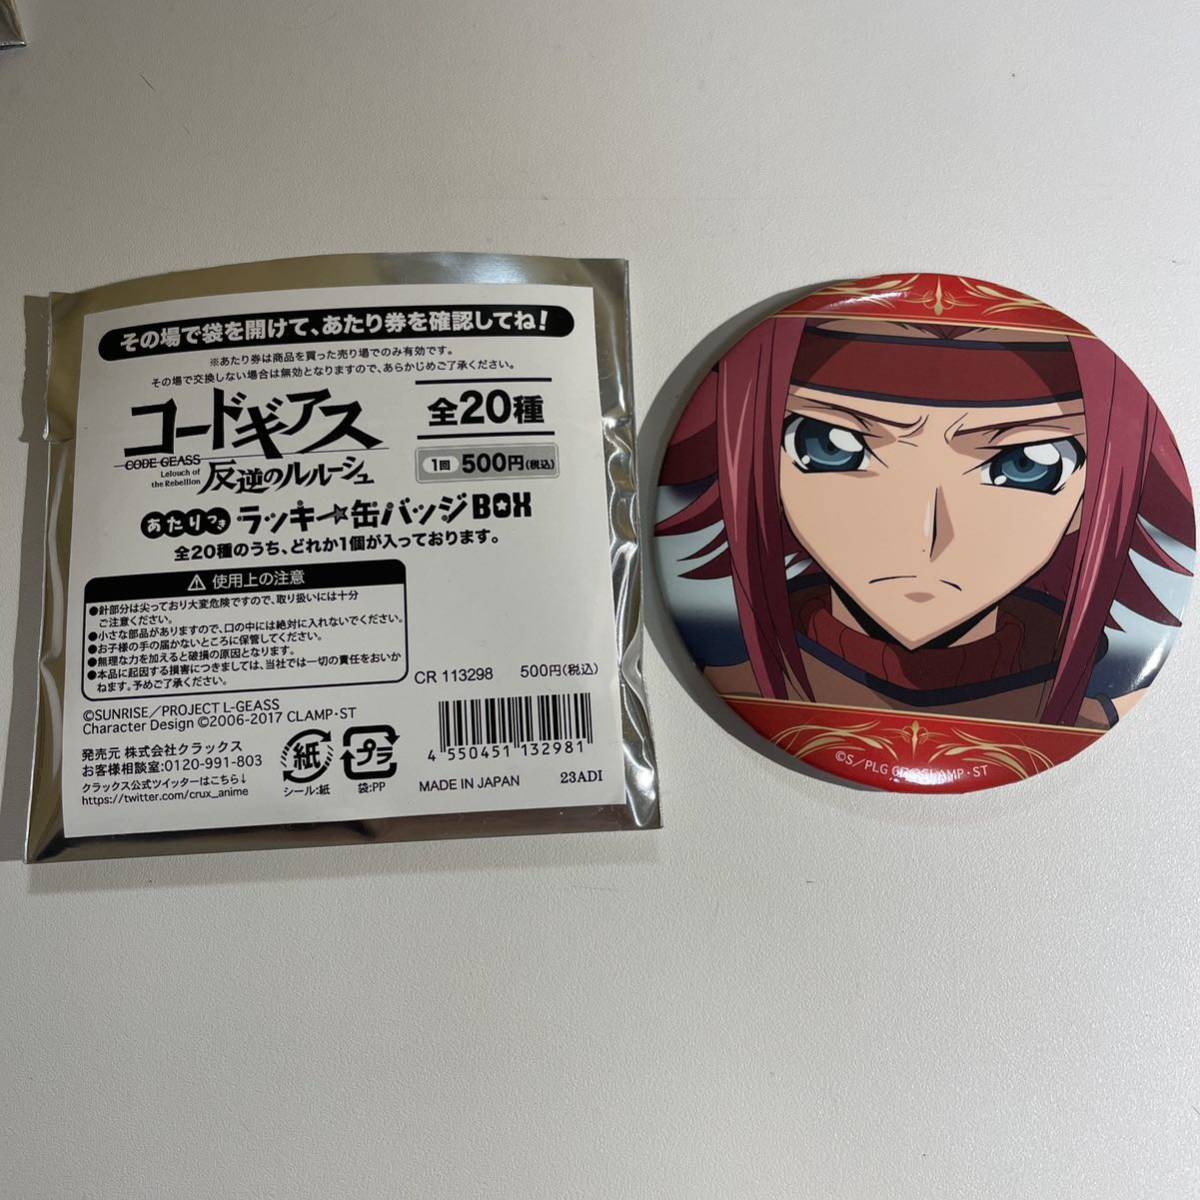 その場で袋を開けて、あたり券を確認してね!
※あたり券は商品を買った売り場でのみ有効です。
その場で交換しない場合は無効となりますので、あらかじめご了承ください。
コードギアス
CODE GEASS
Lelouch of
the Rebellion
反逆のルルーシュ
全20種
1回 500円(税込)
あたりつき ラッキー☆缶バッジBOX
全20種のうち、どれか1個が入っております。
⚠ 使用上の注意
●針部分は尖っており大変危険ですので、取り扱いには十分
ご注意ください。
●小さな部品がありますので、口の中には絶対に入れないでください。
●お子様の手の届かないところに保管してください。
●無理な力を加えると破損の原因となります。
●本品に起因する損害につきましては、当社では一切の責任をおいか
ねます。予めご了承ください。
CR 113298 500円(税込)
©SUNRISE/PROJECT L-GEASS
Character Design ©2006-2017 CLAMP・ST
発売元 株式会社クラックス
お客様相談室:0120-991-803
クラックス公式ツイッターはこちら↓
https://twitter.com/crux_anime
紙
シール:紙
プラ
袋:PP
4 550451 132981
MADE IN JAPAN 23ADI
©S/PLG CD©CLAMP・ST